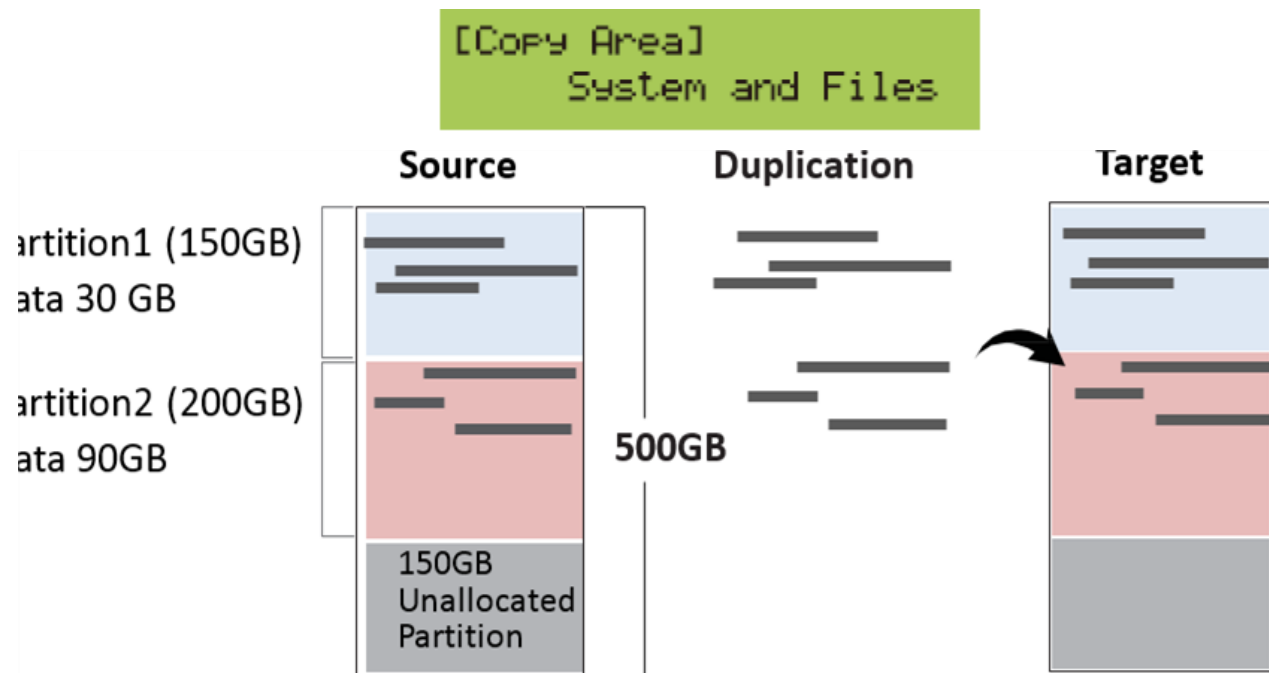 [Copy Area]
System and Files
Source
Duplication
Target
artition1 (150GB)
ata 30 GB
artition2 (200GB)
ata 90GB
500GB
150GB
Unallocated
Partition